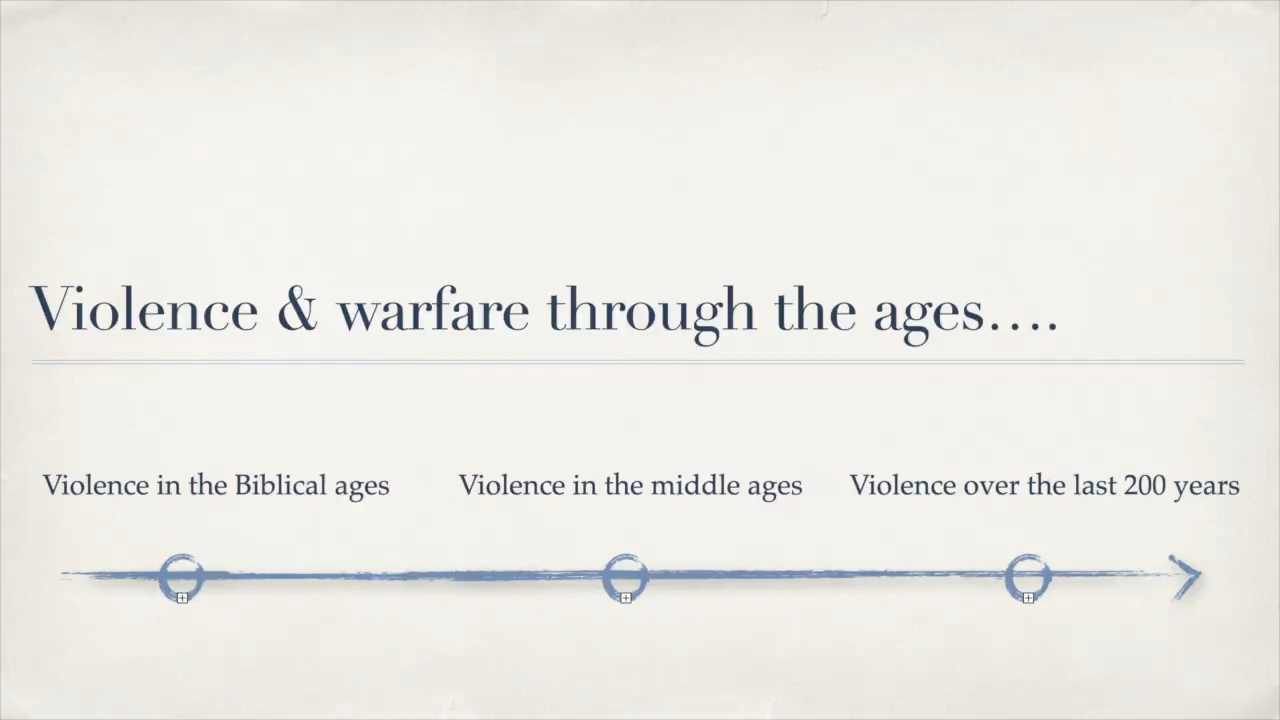 Violence & warfare through the ages….
Violence in the Biblical ages
Violence in the middle ages
Violence over the last 200 years